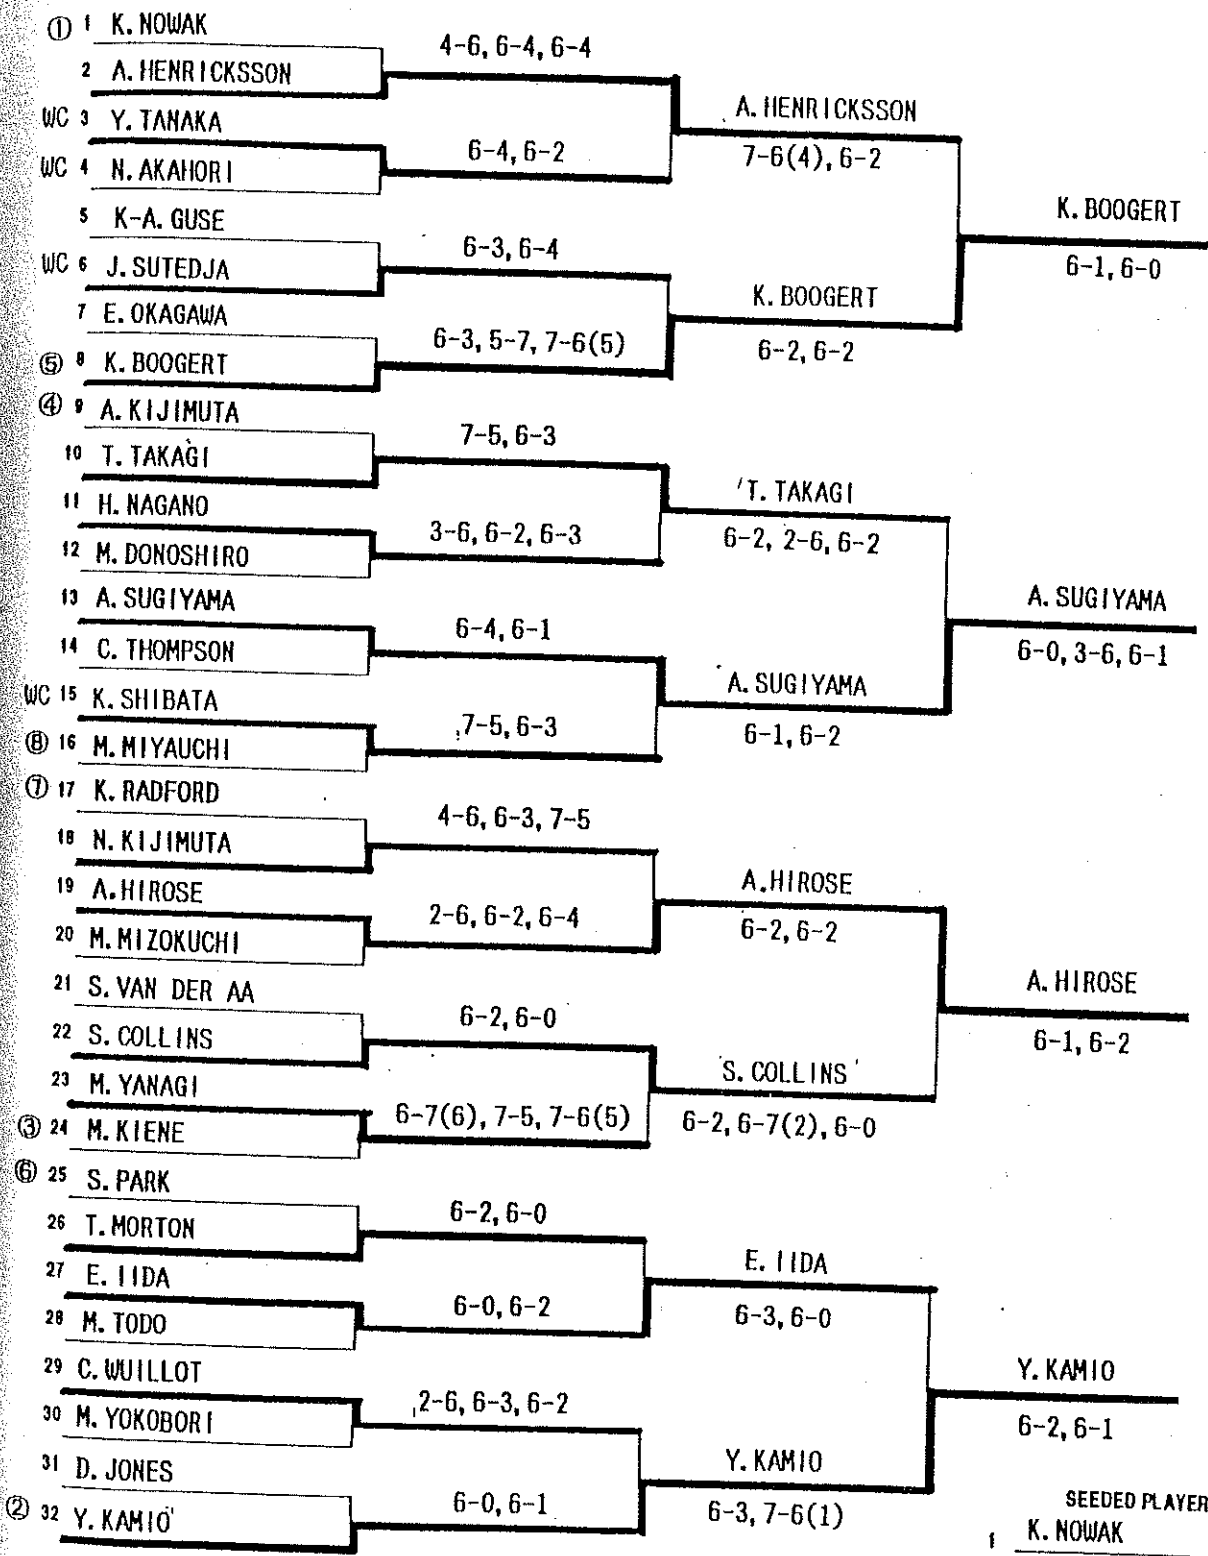 ① 1 K. NOWAK
4-6, 6-4, 6-4
2 A. HENRICKSSON
A. HENRICKSSON
WC 3 Y. TANAKA
6-4, 6-2
7-6(4), 6-2
WC 4 N. AKAHORI
K. BOOGERT
5 K-A. GUSE
6-3, 6-4
6-1, 6-0
WC 6 J. SUTEDJA
K. BOOGERT
7 E. OKAGAWA
6-3, 5-7, 7-6(5)
6-2, 6-2
⑤ 8 K. BOOGERT
④ 9 A. KIJIMUTA
7-5, 6-3
10 T. TAKAGI
T. TAKAGI
11 H. NAGANO
3-6, 6-2, 6-3
6-2, 2-6, 6-2
12 M. DONOSHIRO
13 A. SUGIYAMA
A. SUGIYAMA
6-4, 6-1
6-0, 3-6, 6-1
14 C. THOMPSON
A. SUGIYAMA
WC 15 K. SHIBATA
7-5, 6-3
6-1, 6-2
⑧ 16 M. MIYAUCHI
⑦ 17 K. RADFORD
4-6, 6-3, 7-5
18 N. KIJIMUTA
A. HIROSE
19 A. HIROSE
2-6, 6-2, 6-4
6-2, 6-2
20 M. MIZOKUCHI
A. HIROSE
21 S. VAN DER AA
6-2, 6-0
6-1, 6-2
22 S. COLLINS
S. COLLINS
23 M. YANAGI
6-7(6), 7-5, 7-6(5)
6-2, 6-7(2), 6-0
③ 24 M. KIENE
⑥ 25 S. PARK
6-2, 6-0
26 T. MORTON
E. IIDA
27 E. IIDA
6-0, 6-2
6-3, 6-0
28 M. TODO
29 C. WUILLOT
Y. KAMIO
2-6, 6-3, 6-2
6-2, 6-1
30 M. YOKOBORI
Y. KAMIO
31 D. JONES
6-0, 6-1
6-3, 7-6(1)
② 32 Y. KAMIO
SEEDED PLAYER
1 K. NOWAK